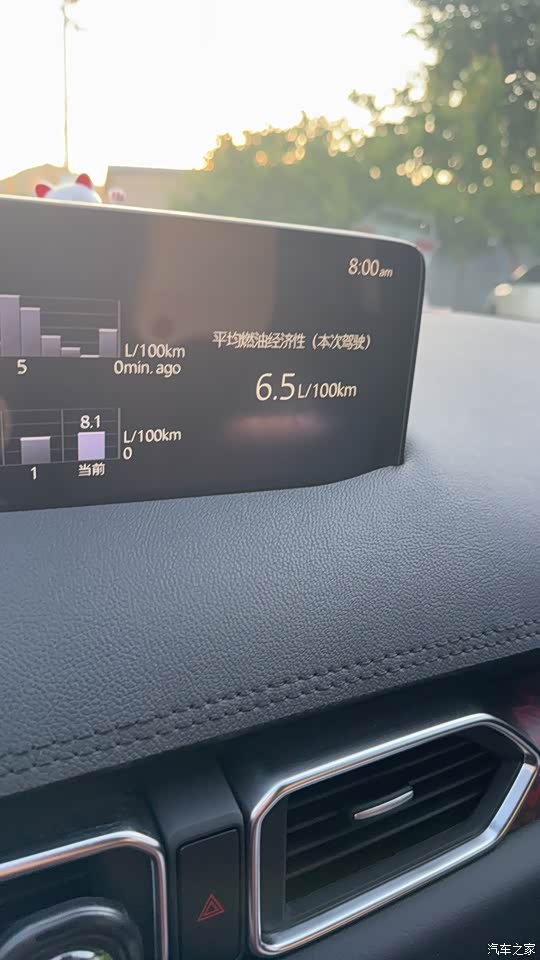 8:00am
L/100km
5
0min. ago
平均燃油经济性（本次驾驶）
6.5L/100km
8.1
L/100km
0
1
当前
汽车之家